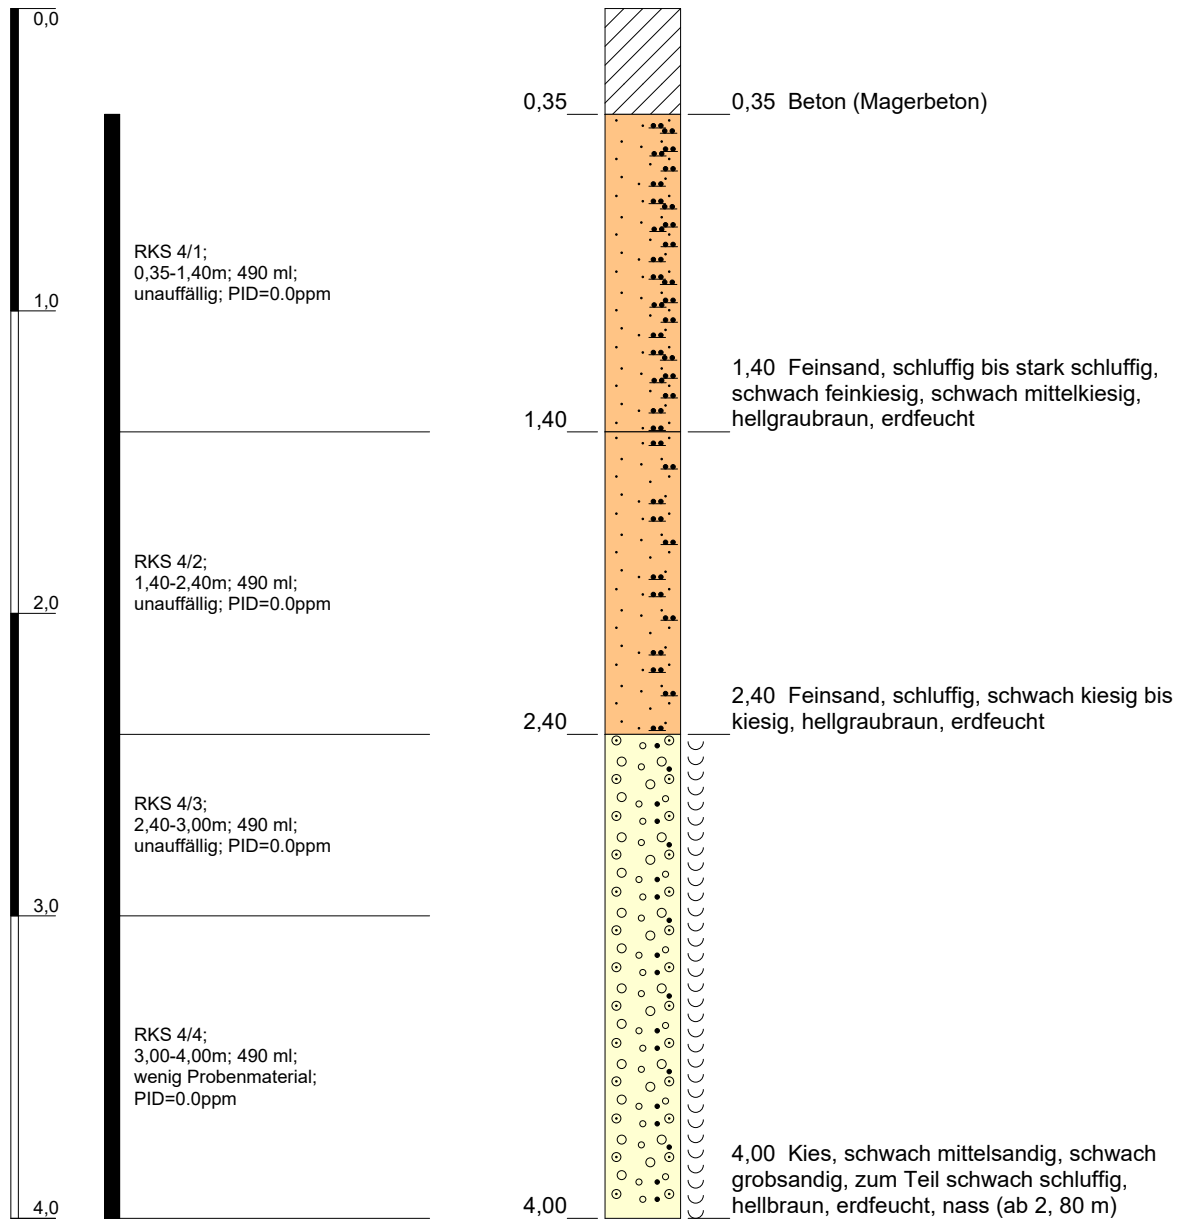 0,0
0,35
0,35 Beton (Magerbeton)
RKS 4/1;
0,35-1,40m; 490 ml;
unauffällig; PID=0.0ppm
1,0
1,40 Feinsand, schluffig bis stark schluffig,
schwach feinkiesig, schwach mittelkiesig,
hellgraubraun, erdfeucht
1,40
RKS 4/2;
1,40-2,40m; 490 ml;
unauffällig; PID=0.0ppm
2,0
2,40 Feinsand, schluffig, schwach kiesig bis
kiesig, hellgraubraun, erdfeucht
2,40
RKS 4/3;
2,40-3,00m; 490 ml;
unauffällig; PID=0.0ppm
3,0
RKS 4/4;
3,00-4,00m; 490 ml;
wenig Probenmaterial;
PID=0.0ppm
4,00 Kies, schwach mittelsandig, schwach
grobsandig, zum Teil schwach schluffig,
hellbraun, erdfeucht, nass (ab 2, 80 m)
4,0
4,00